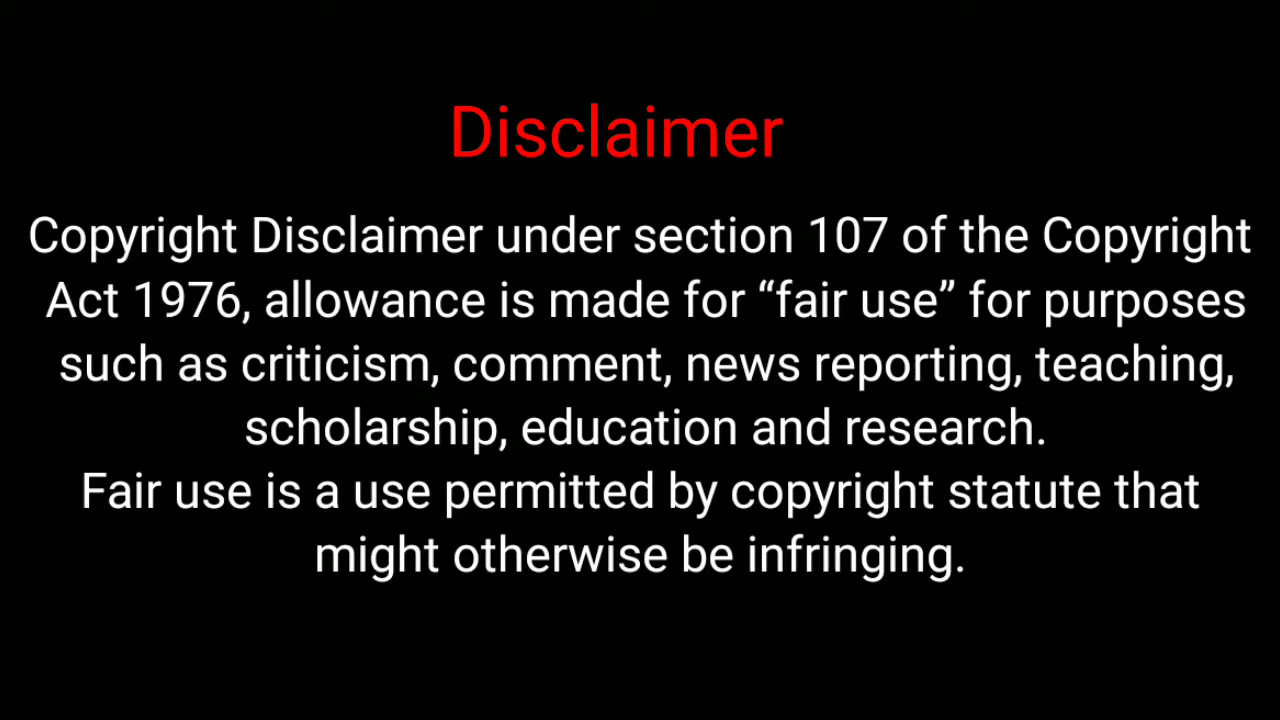 Disclaimer
Copyright Disclaimer under section 107 of the Copyright
Act 1976, allowance is made for “fair use” for purposes
such as criticism, comment, news reporting, teaching,
scholarship, education and research.
Fair use is a use permitted by copyright statute that
might otherwise be infringing.